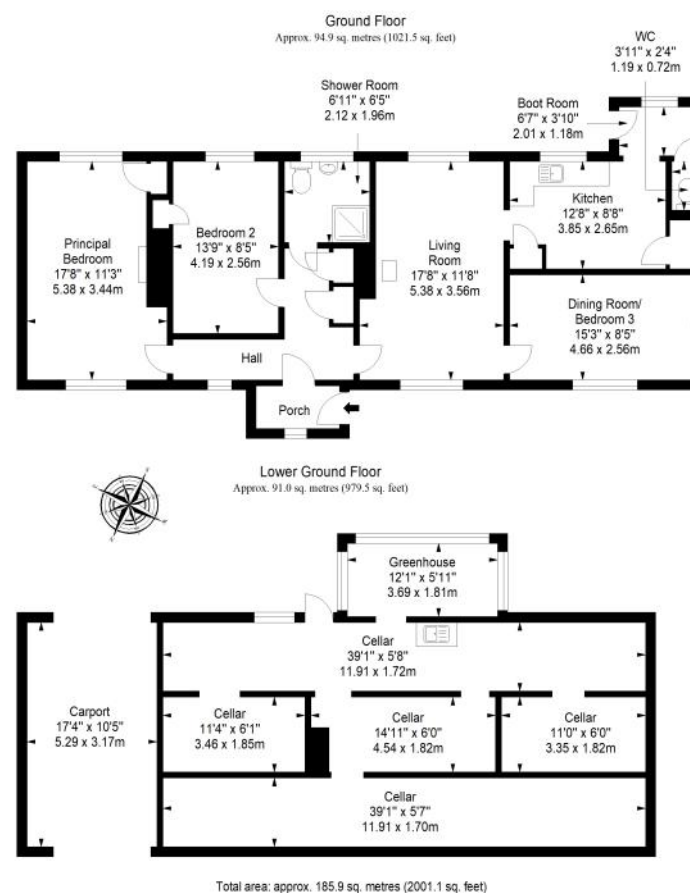 Ground Floor
Approx. 94.9 sq. metres (1021.5 sq. feet)
WC
3'11" x 2'4"
1.19 x 0.72m
Shower Room
6'11" x 6'5"
2.12 x 1.96m
Boot Room
6'7" x 3'10"
2.01 x 1.18m
Principal
Bedroom
17'8" x 11'3"
5.38 x 3.44m
Bedroom 2
13'9" x 8'5"
4.19 x 2.56m
Living
Room
17'8" x 11'8"
5.38 x 3.56m
Kitchen
12'8" x 8'8"
3.85 x 2.65m
Dining Room/
Bedroom 3
15'3" x 8'5"
4.66 x 2.56m
Hall
Porch
Lower Ground Floor
Approx. 91.0 sq. metres (979.5 sq. feet)
Greenhouse
12'1" x 5'11"
3.69 x 1.81m
Cellar
39'1" x 5'8"
11.91 x 1.72m
Carport
17'4" x 10'5"
5.29 x 3.17m
Cellar
11'4" x 6'1"
3.46 x 1.85m
Cellar
14'11" x 6'0"
4.54 x 1.82m
Cellar
11'0" x 6'0"
3.35 x 1.82m
Cellar
39'1" x 5'7"
11.91 x 1.70m
Total area: approx. 185.9 sq. metres (2001.1 sq. feet)